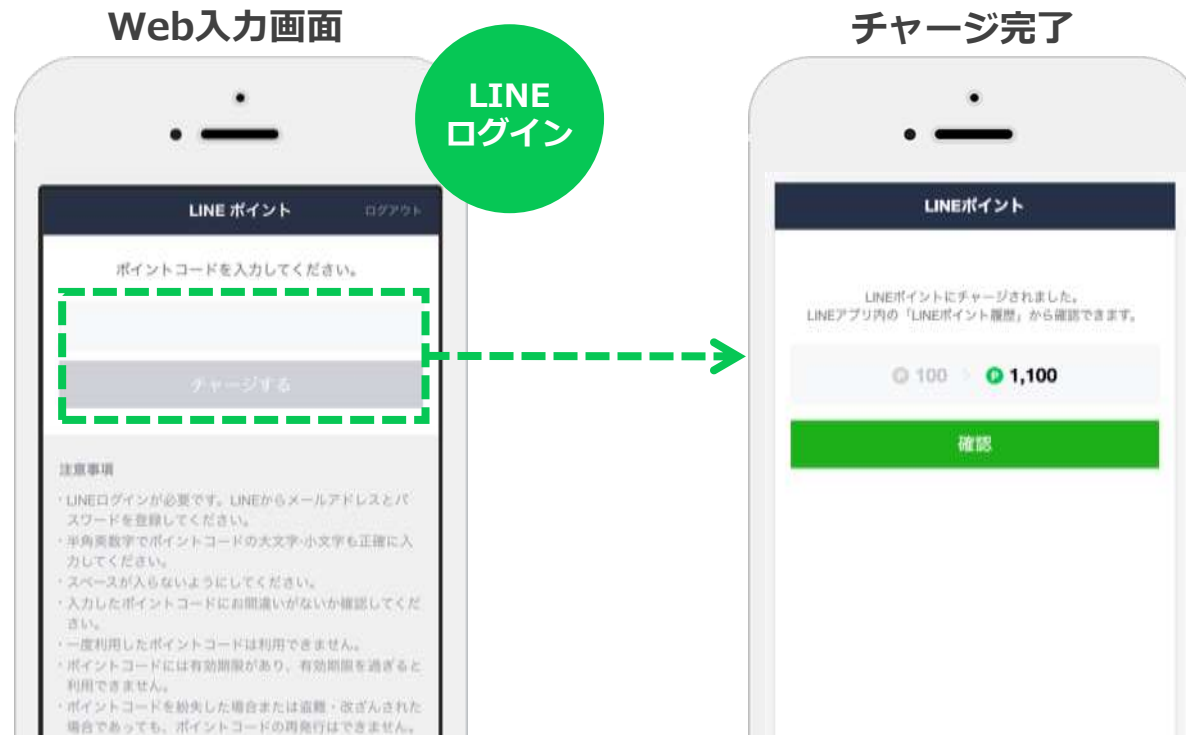 Web入力画面
チャージ完了
LINE
ログイン
LINE ポイント
ログアウト
ポイントコードを入力してください。
チャージする
注意事項
・LINEログインが必要です。LINEからメールアドレスとパ
スワードを登録してください。
・半角英数字でポイントコードの大文字·小文字も正確に入
力してください。
・スペースが入らないようにしてください。
・入力したポイントコードにお間違いがないか確認してくだ
さい。
・一度利用したポイントコードは利用できません。
・ポイントコードには有効期限があり、有効期限を過ぎると
利用できません。
・ポイントコードを紛失した場合または盗難・改ざんされた
場合であっても、ポイントコードの再発行はできません。
LINEポイント
LINEポイントにチャージされました。
LINEアプリ内の「LINEポイント履歴」から確認できます。
P 100 > P 1,100
確認